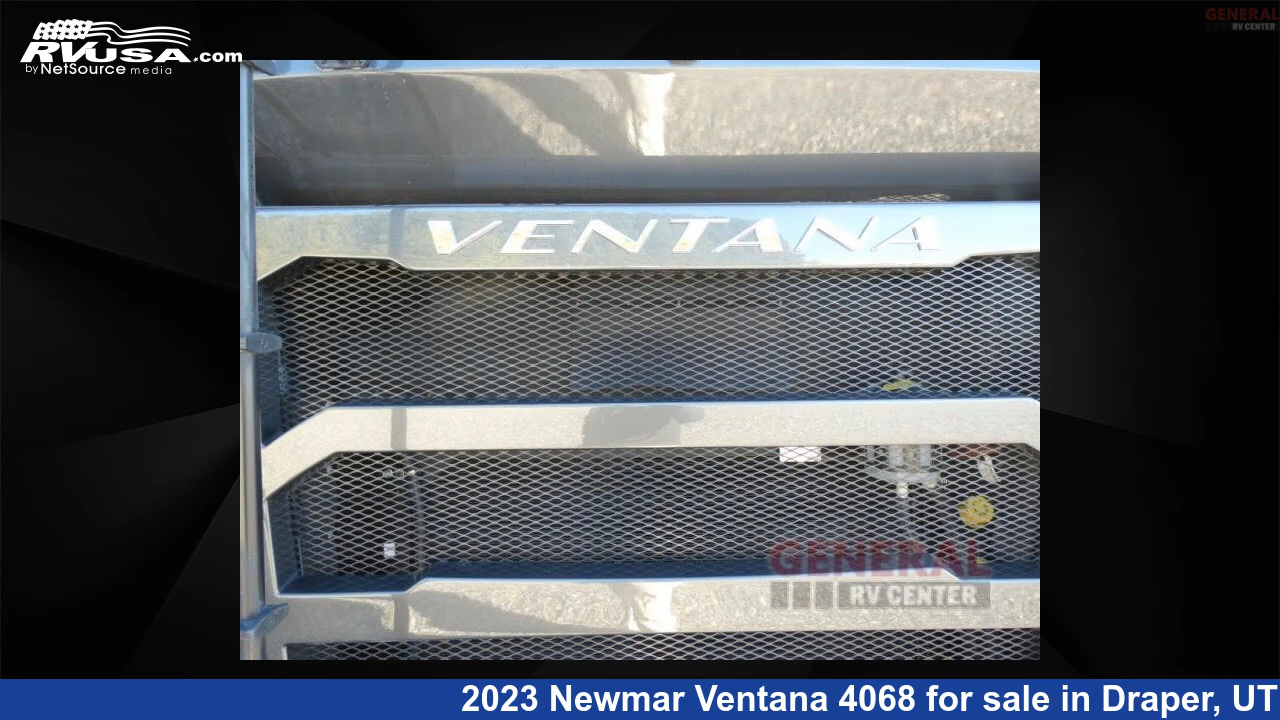 RVUSA.com
by NetSource media
GENERAL
RV CENTER
VENTANA
GENERAL
RV CENTER
2023 Newmar Ventana 4068 for sale in Draper, UT